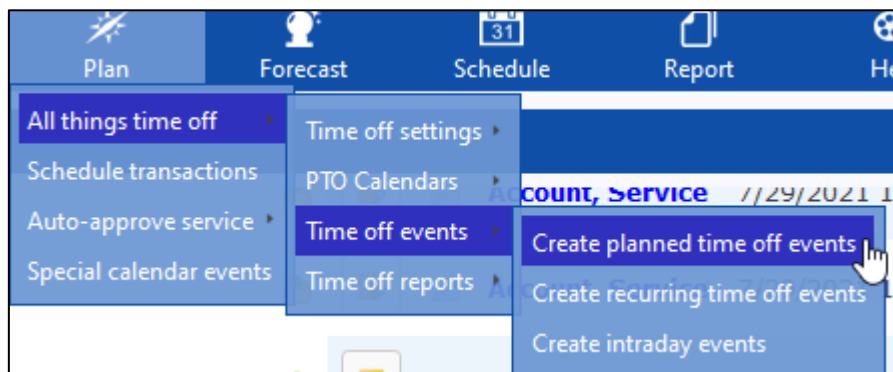 31
Plan
Forecast
Schedule
Report
All things time off
Schedule transactions
Auto-approve service
Special calendar events
Time off settings
PTO Calendars
Time off events
Time off reports
Account, Service 7/29/2021 1
Create planned time off events
Create recurring time off events
Create intraday events